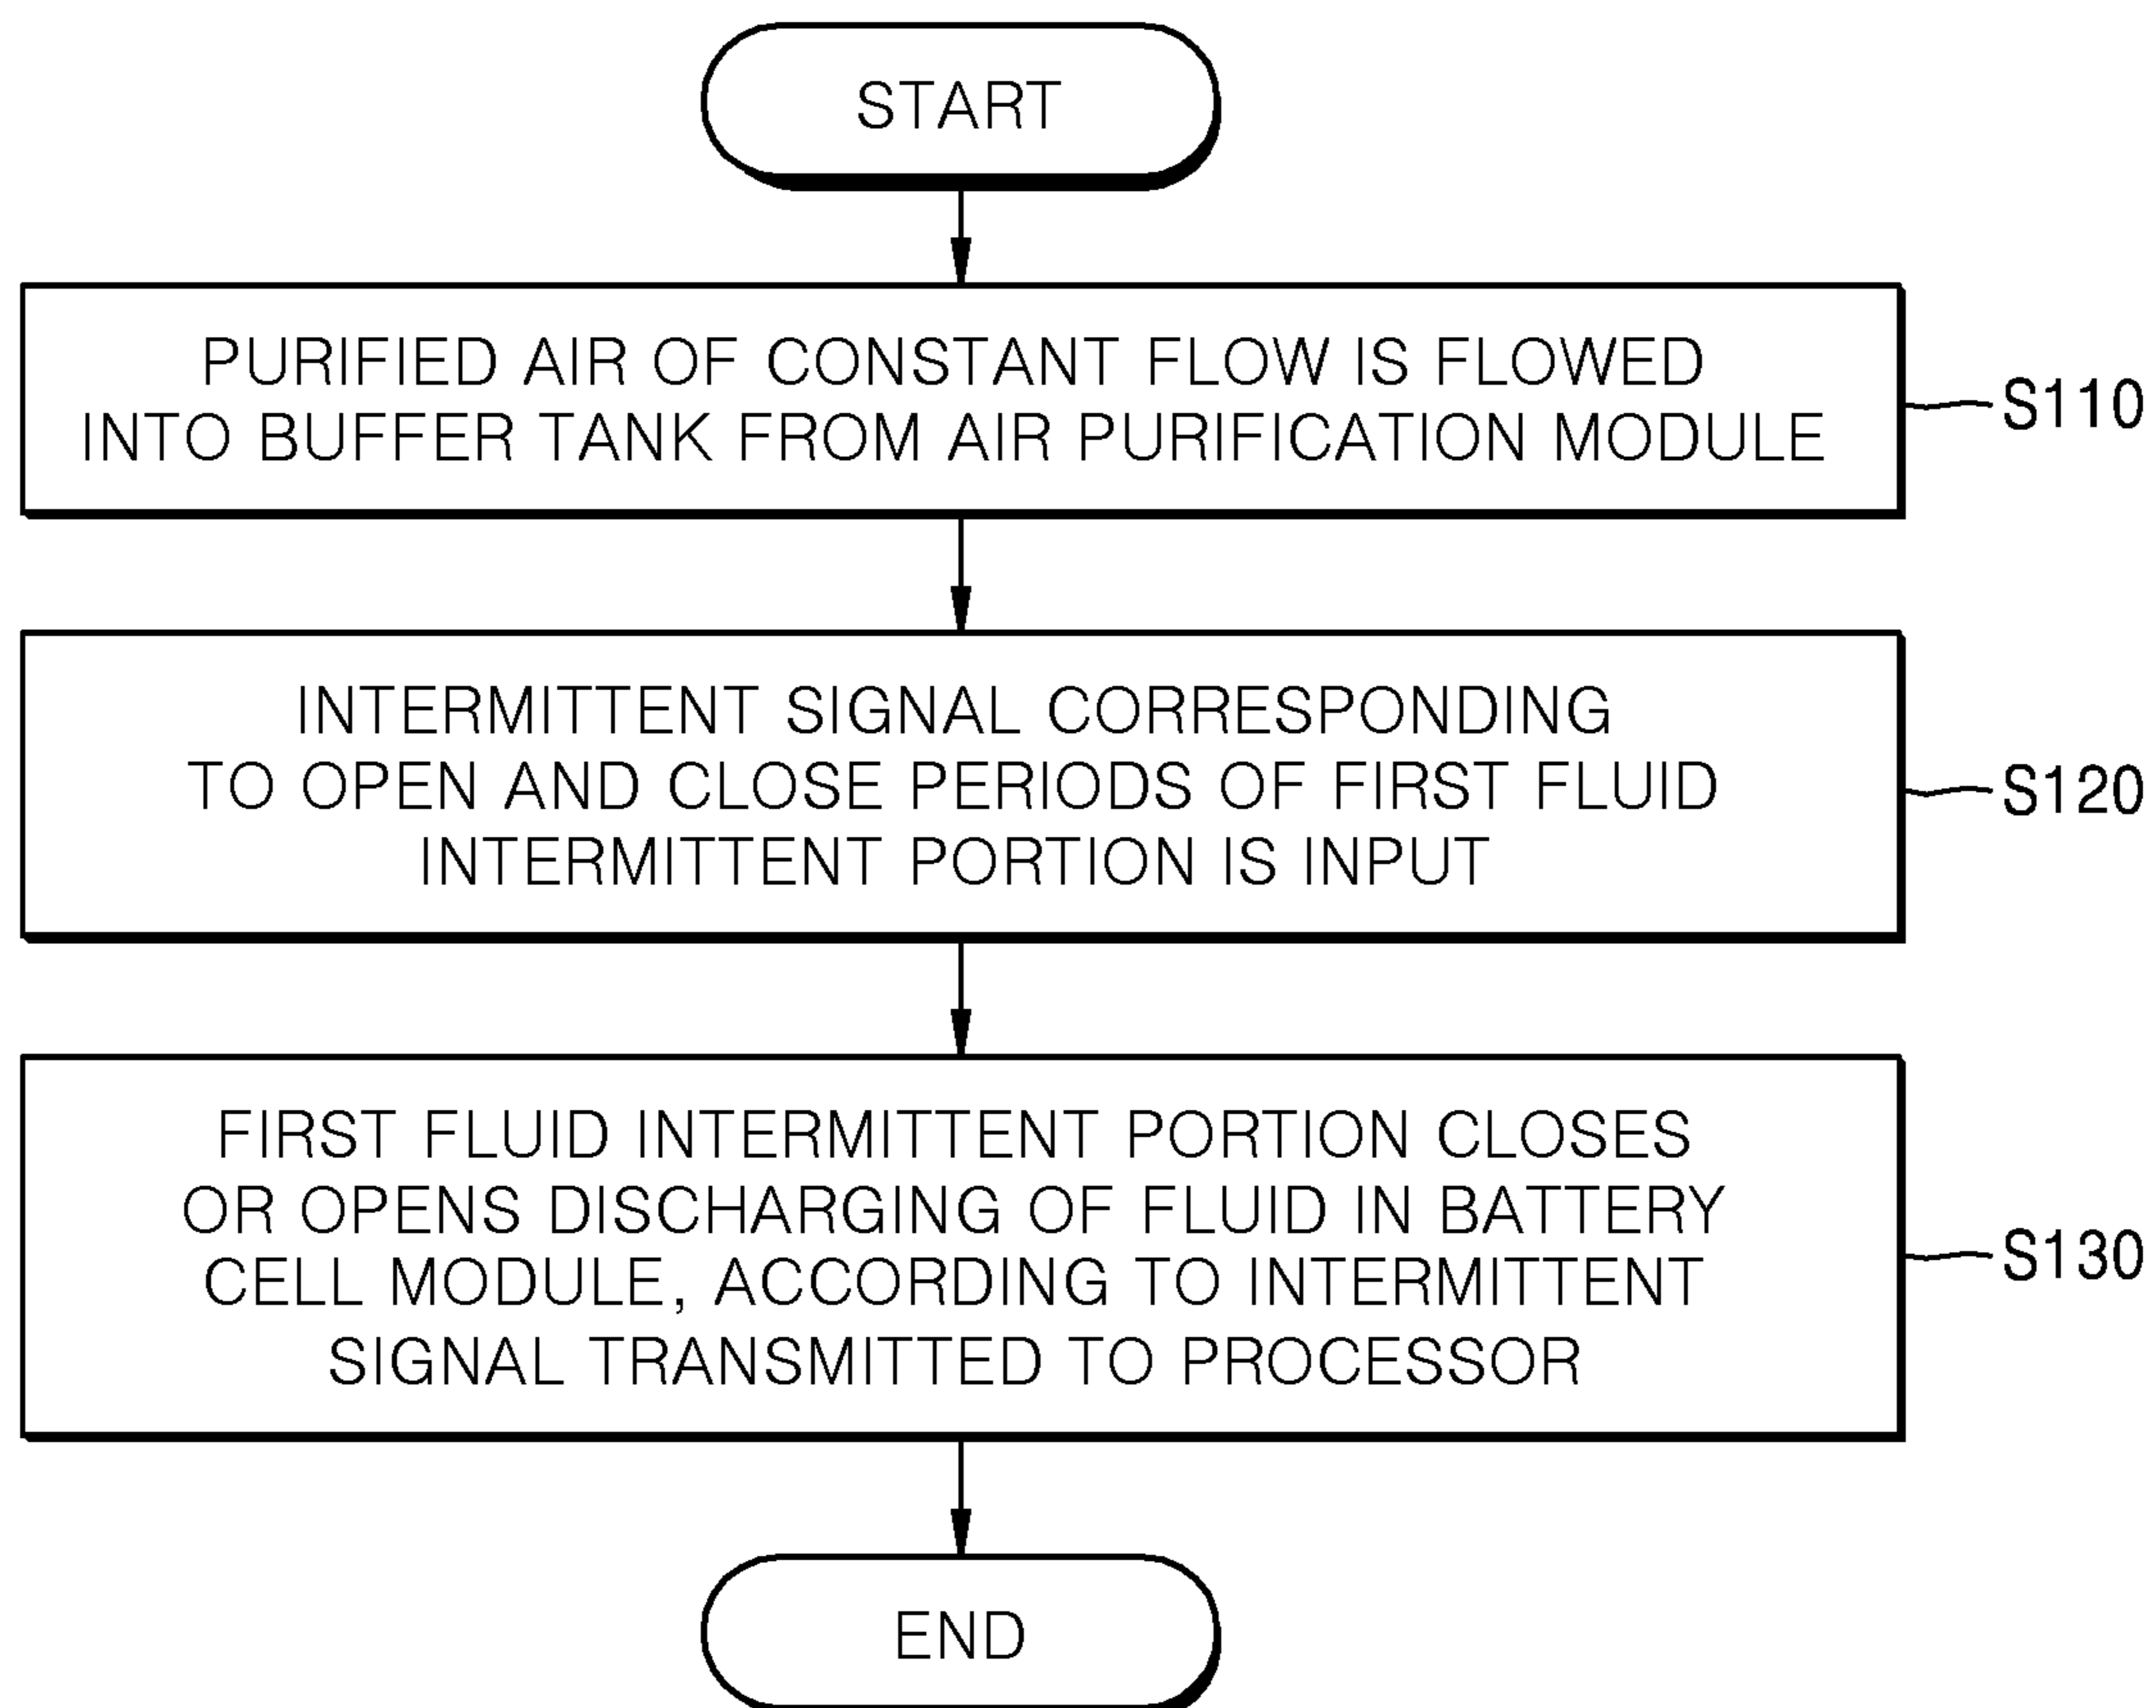 START
PURIFIED AIR OF CONSTANT FLOW IS FLOWED
INTO BUFFER TANK FROM AIR PURIFICATION MODULE
S110
INTERMITTENT SIGNAL CORRESPONDING
TO OPEN AND CLOSE PERIODS OF FIRST FLUID
INTERMITTENT PORTION IS INPUT
S120
FIRST FLUID INTERMITTENT PORTION CLOSES
OR OPENS DISCHARGING OF FLUID IN BATTERY
CELL MODULE, ACCORDING TO INTERMITTENT
SIGNAL TRANSMITTED TO PROCESSOR
S130
END